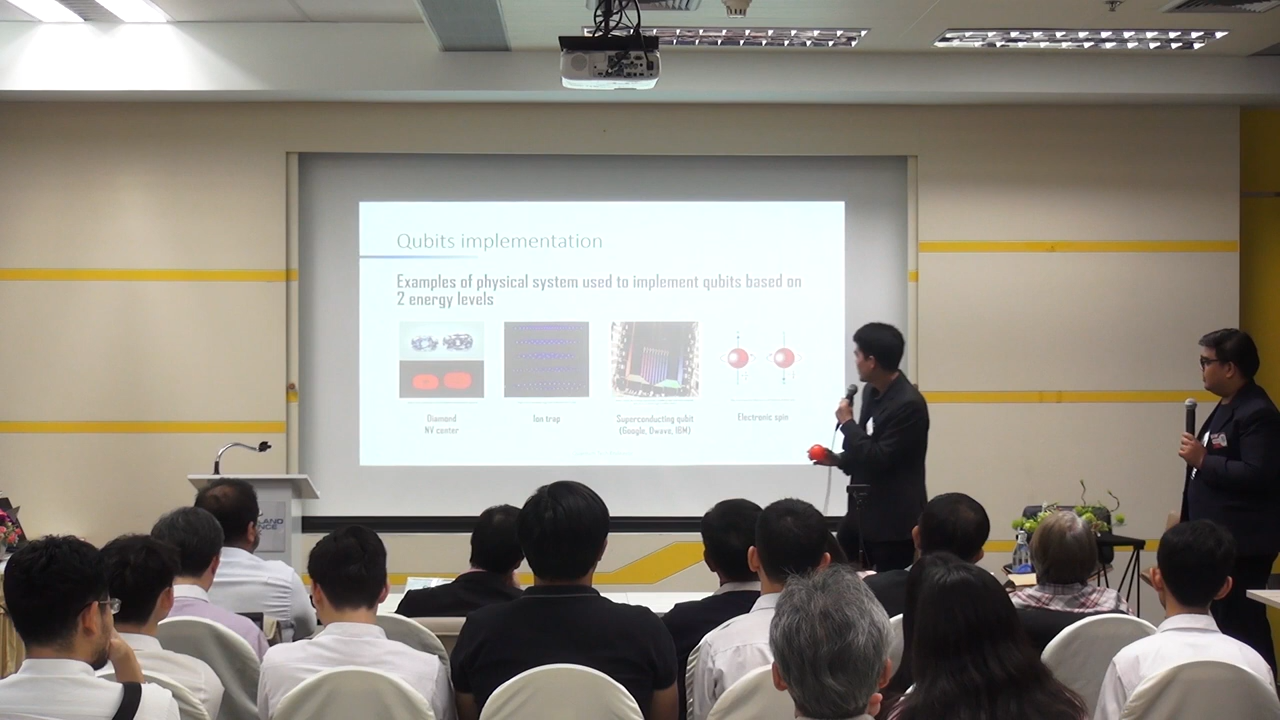 Qubits implementation
Examples of physical system used to implement qubits based on
2 energy levels
Diamond
NV center
Ion trap
Superconducting qubit
(Google, Dwave, IBM)
Electronic spin